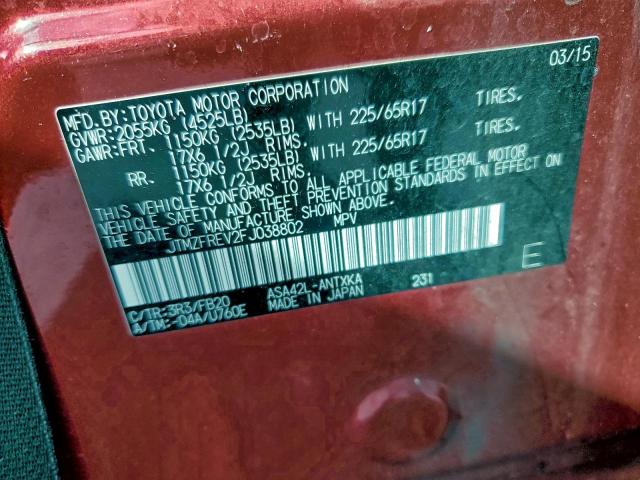 03/15
MFD.BY:TOYOTA MOTOR CORPORATION
GVWR:2055KG (4525LB)
GAWR:FRT. 1150KG (2535LB) WITH 225/65R17 TIRES.
17X6 1/2J RIMS.
RR. 1150KG (2535LB) WITH 225/65R17 TIRES.
17X6 1/2J RIMS.
THIS VEHICLE CONFORMS TO ALL APPLICABLE FEDERAL MOTOR
VEHICLE SAFETY AND THEFT PREVENTION STANDARDS IN EFFECT ON
THE DATE OF MANUFACTURE SHOWN ABOVE.
JTMZFREV2FJ038802 MPV
E
C/TR:3R3/FB20 ASA42L-ANTXKA 231
A/TM:-04A/U760E MADE IN JAPAN